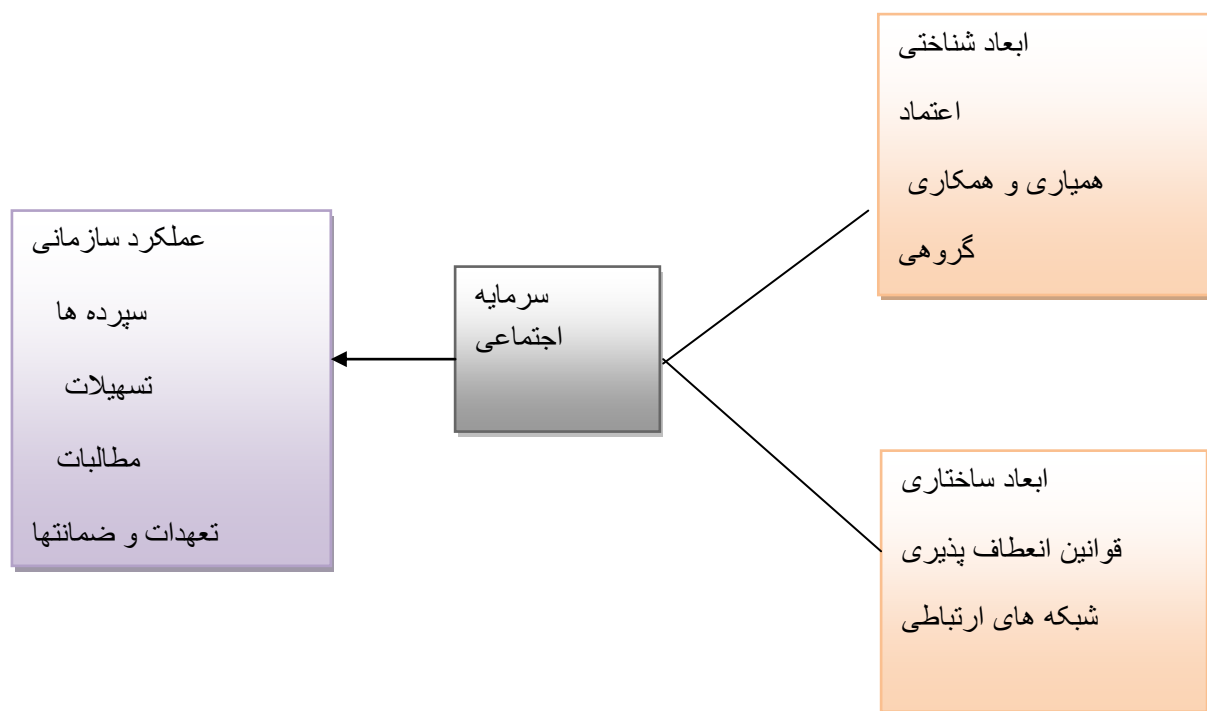 ابعاد شناختی
اعتماد
همیاری و همکاری
گروهی
سرمایه
اجتماعی
عملکرد سازمانی
سپرده ها
تسهیلات
مطالبات
تعهدات و ضمانتها
ابعاد ساختاری
قوانین انعطاف پذیری
شبکه های ارتباطی